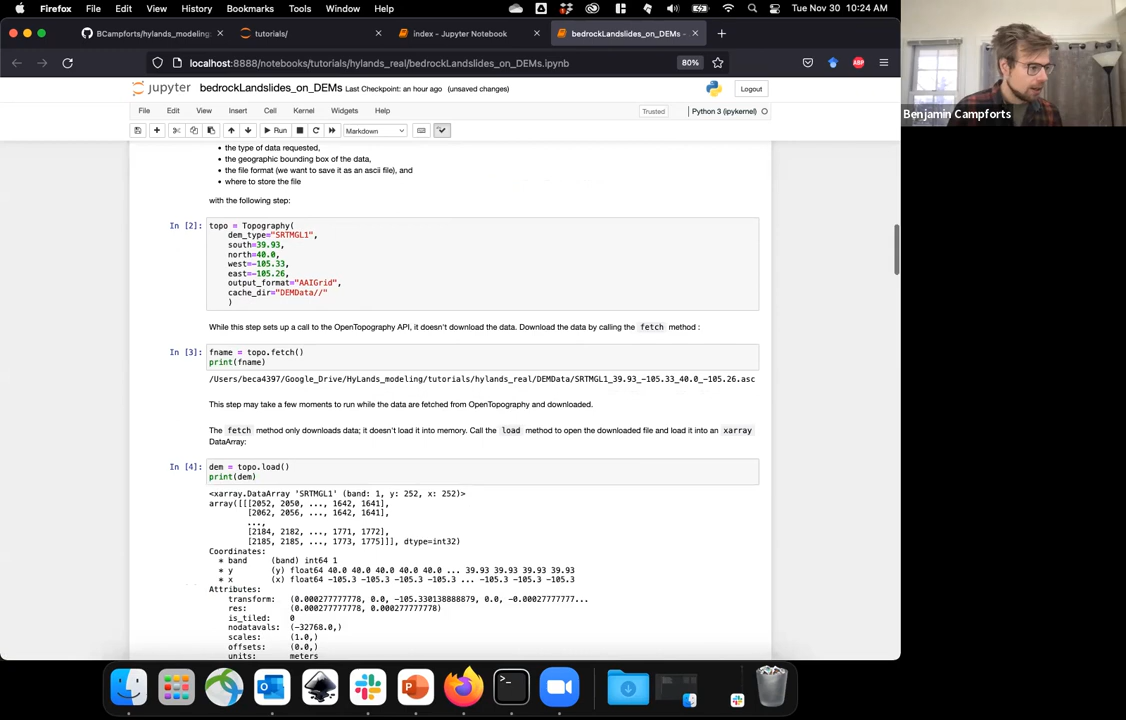 Firefox File Edit View History Bookmarks Tools Window Help
Tue Nov 30 10:24 AM
BCampforts/hylands_modeling:
tutorials/
index - Jupyter Notebook
bedrockLandslides_on_DEMs -
localhost:8888/notebooks/tutorials/hylands_real/bedrockLandslides_on_DEMs.ipynb
80%
ABP
jupyter bedrockLandslides_on_DEMs Last Checkpoint: an hour ago (unsaved changes)
Logout
File Edit View Insert Cell Kernel Widgets Help
Trusted
Python 3 (ipykernel)
Run
Markdown
Benjamin Campforts
• the type of data requested,
• the geographic bounding box of the data,
• the file format (we want to save it as an ascii file), and
• where to store the file
with the following step:
In [2]: topo = Topography(
dem_type="SRTMGL1",
south=39.93,
north=40.0,
west=-105.33,
east=-105.26,
output_format="AAIGrid",
cache_dir="DEMData//"
)
While this step sets up a call to the OpenTopography API, it doesn't download the data. Download the data by calling the fetch method :
In [3]: fname = topo.fetch()
print(fname)
/Users/beca4397/Google_Drive/HyLands_modeling/tutorials/hylands_real/DEMData/SRTMGL1_39.93_-105.33_40.0_-105.26.asc
This step may take a few moments to run while the data are fetched from OpenTopography and downloaded.
The fetch method only downloads data; it doesn't load it into memory. Call the load method to open the downloaded file and load it into an xarray
DataArray:
In [4]: dem = topo.load()
print(dem)
<xarray.DataArray 'SRTMGL1' (band: 1, y: 252, x: 252)>
array([[[2052, 2050, ..., 1642, 1641],
[2062, 2056, ..., 1642, 1641],
...,
[2184, 2182, ..., 1771, 1772],
[2185, 2185, ..., 1773, 1775]]], dtype=int32)
Coordinates:
* band (band) int64 1
* y (y) float64 40.0 40.0 40.0 40.0 40.0 ... 39.93 39.93 39.93 39.93
* x (x) float64 -105.3 -105.3 -105.3 -105.3 ... -105.3 -105.3 -105.3
Attributes:
transform: (0.000277777778, 0.0, -105.330138888879, 0.0, -0.00027777777...
res: (0.000277777778, 0.000277777778)
is_tiled: 0
nodatavals: (-32768.0,)
scales: (1.0,)
offsets: (0.0,)
units: meters